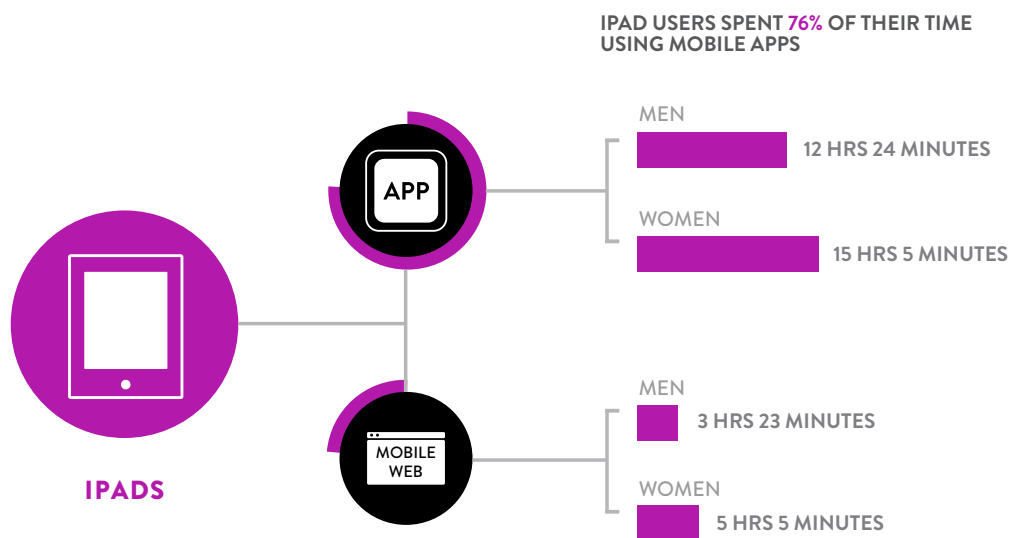 IPAD USERS SPENT 76% OF THEIR TIME
USING MOBILE APPS
MEN
12 HRS 24 MINUTES
APP
WOMEN
15 HRS 5 MINUTES
MEN
3 HRS 23 MINUTES
MOBILE
WEB
IPADS
WOMEN
5 HRS 5 MINUTES